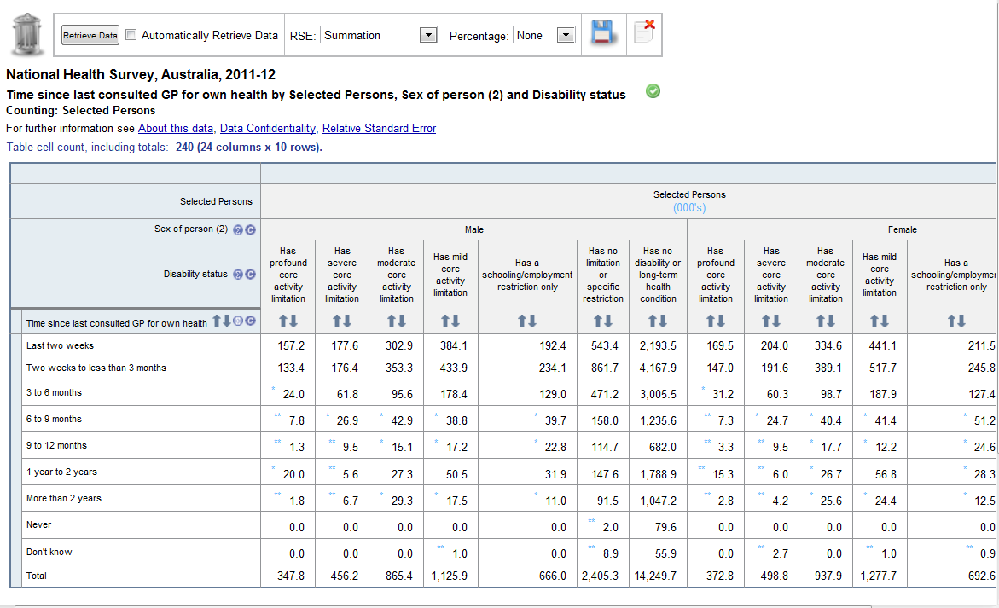 Retrieve Data Automatically Retrieve Data RSE: Summation Percentage: None
National Health Survey, Australia, 2011-12
Time since last consulted GP for own health by Selected Persons, Sex of person (2) and Disability status
Counting: Selected Persons
For further information see About this data, Data Confidentiality, Relative Standard Error
Table cell count, including totals: 240 (24 columns x 10 rows).
Selected Persons Selected Persons
(000's)
Sex of person (2) Σ C Male Female
Disability status Σ C Has profound core activity limitation Has severe core activity limitation Has moderate core activity limitation Has mild core activity limitation Has a schooling/employment restriction only Has no limitation or specific restriction Has no disability or long-term health condition Has profound core activity limitation Has severe core activity limitation Has moderate core activity limitation Has mild core activity limitation Has a schooling/employmer restriction only
Time since last consulted GP for own health C
Last two weeks 157.2 177.6 302.9 384.1 192.4 543.4 2,193.5 169.5 204.0 334.6 441.1 211.5
Two weeks to less than 3 months 133.4 176.4 353.3 433.9 234.1 861.7 4,167.9 147.0 191.6 389.1 517.7 245.8
3 to 6 months * 24.0 61.8 95.6 178.4 129.0 471.2 3,005.5 * 31.2 60.3 98.7 187.9 127.4
6 to 9 months ** 7.8 * 26.9 * 42.9 * 38.8 * 39.7 158.0 1,235.6 ** 7.3 * 24.7 * 40.4 * 41.4 * 51.2
9 to 12 months ** 1.3 ** 9.5 * 15.1 * 17.2 * 22.8 114.7 682.0 ** 3.3 ** 9.5 * 17.7 * 12.2 * 24.6
1 year to 2 years * 20.0 ** 5.6 27.3 50.5 31.9 147.6 1,788.9 ** 15.3 ** 6.0 * 26.7 56.8 * 28.3
More than 2 years ** 1.8 ** 6.7 * 29.3 * 17.5 * 11.0 91.5 1,047.2 ** 2.8 ** 4.2 * 25.6 * 24.4 * 12.5
Never 0.0 0.0 0.0 0.0 0.0 ** 2.0 79.6 0.0 0.0 0.0 0.0 0.0
Don't know 0.0 0.0 0.0 ** 1.0 0.0 ** 8.9 55.9 0.0 ** 2.7 0.0 ** 1.0 ** 0.9
Total 347.8 456.2 865.4 1,125.9 666.0 2,405.3 14,249.7 372.8 498.8 937.9 1,277.7 692.6